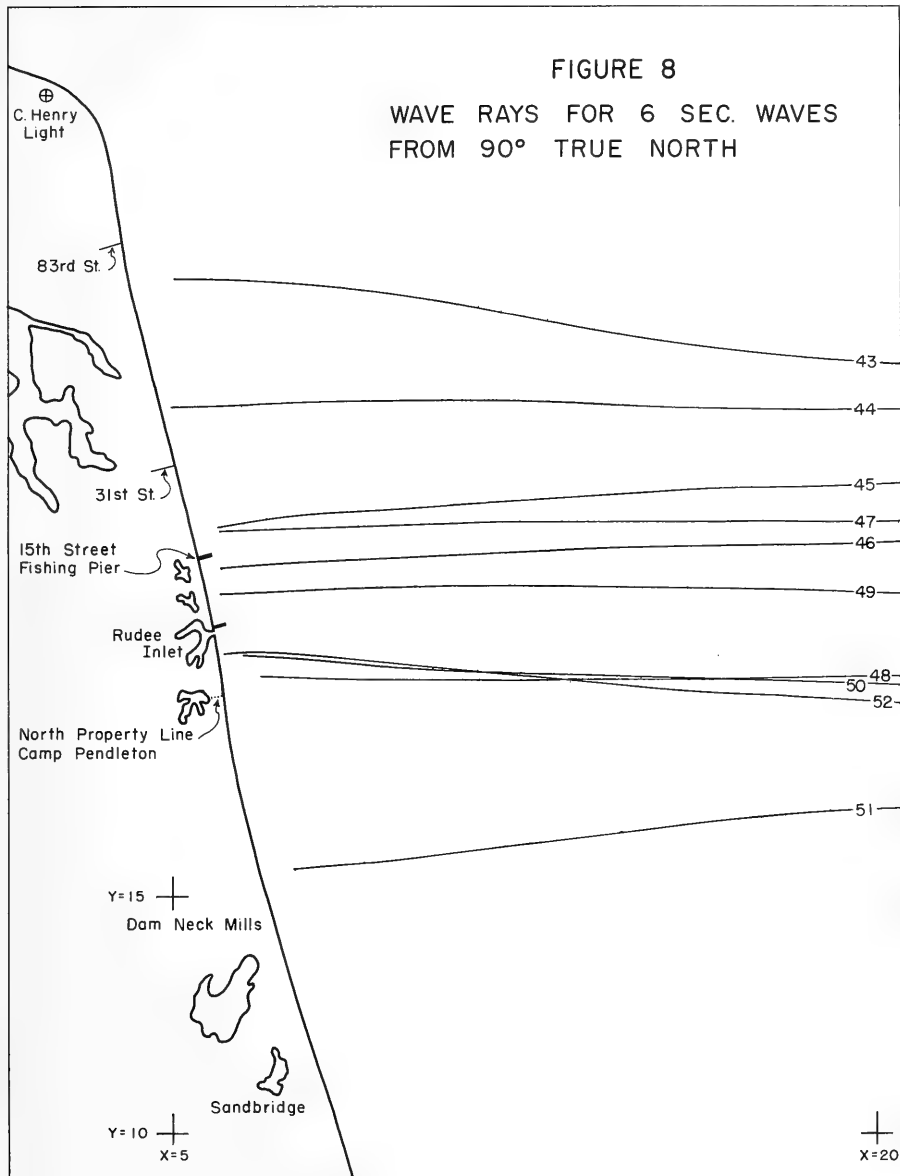 FIGURE 8
WAVE RAYS FOR 6 SEC. WAVES
FROM 90° TRUE NORTH
C. Henry
Light
83rd St.
43
44
31st St.
45
47
46
15th Street
Fishing Pier
49
Rudee
Inlet
48
50
52
North Property Line
Camp Pendleton
51
Y=15
Dam Neck Mills
Sandbridge
Y=10
X=5
X=20